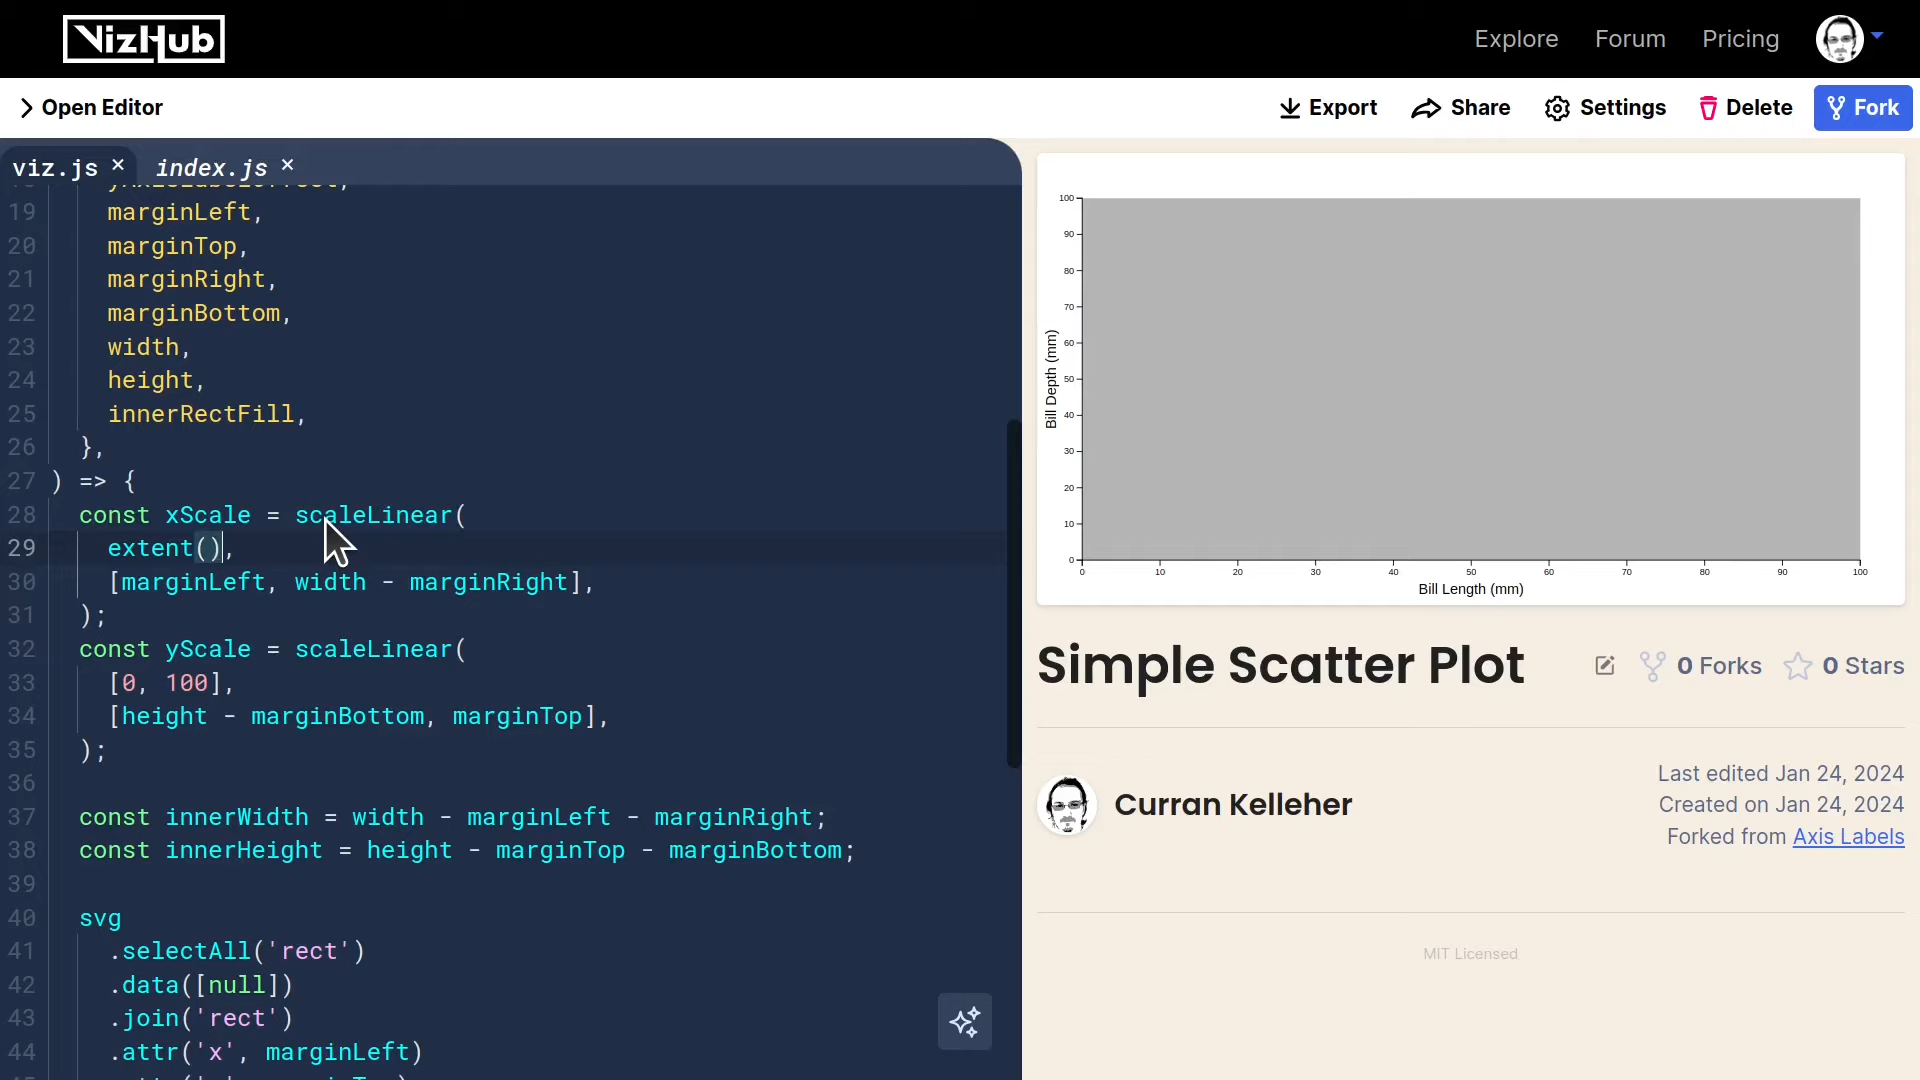 VizHub
Explore
Forum
Pricing
Open Editor
Export
Share
Settings
Delete
Fork
viz.js ×
index.js ×
19 marginLeft,
20 marginTop,
21 marginRight,
22 marginBottom,
23 width,
24 height,
25 innerRectFill,
26 },
27 ) => {
28 const xScale = scaleLinear(
29 extent(),
30 [marginLeft, width - marginRight],
31 );
32 const yScale = scaleLinear(
33 [0, 100],
34 [height - marginBottom, marginTop],
35 );
36
37 const innerWidth = width - marginLeft - marginRight;
38 const innerHeight = height - marginTop - marginBottom;
39
40 svg
41 .selectAll('rect')
42 .data([null])
43 .join('rect')
44 .attr('x', marginLeft)
100
90
80
70
60
50
40
30
20
10
0
Bill Depth (mm)
0 10 20 30 40 50 60 70 80 90 100
Bill Length (mm)
Simple Scatter Plot
0 Forks
0 Stars
Curran Kelleher
Last edited Jan 24, 2024
Created on Jan 24, 2024
Forked from Axis Labels
MIT Licensed